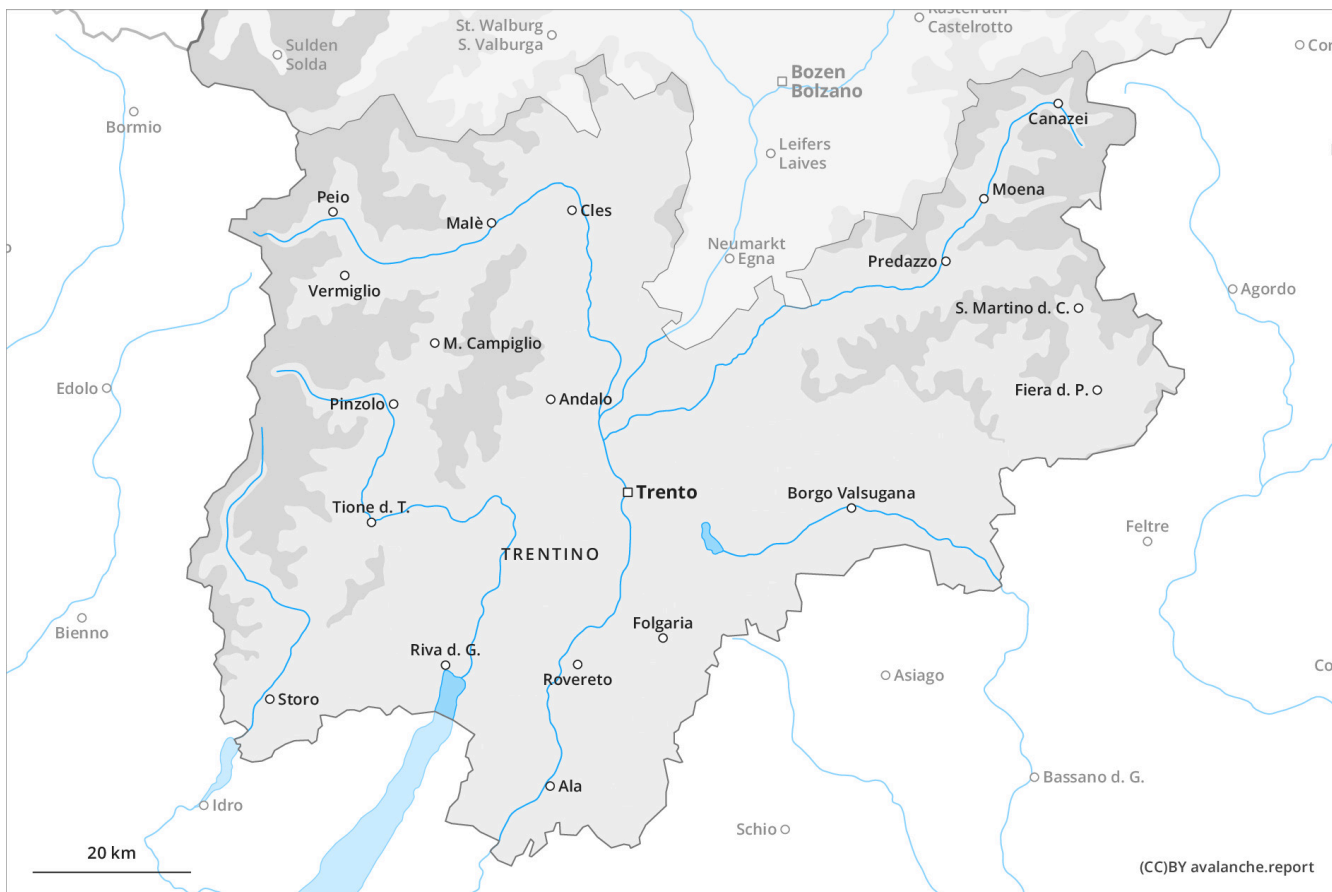 Kastelruth
Castelrotto
St. Walburg
S. Valburga
Sulden
Solda
Bozen
Bolzano
Bormio
Canazei
Leifers
Laives
Peio
Moena
Malè
Cles
Neumarkt
Egna
Predazzo
Vermiglio
Agordo
S. Martino d. C.
M. Campiglio
Edolo
Fiera d. P.
Pinzolo
Andalo
Trento
Borgo Valsugana
Tione d. T.
Feltre
TRENTINO
Bienno
Folgaria
Riva d. G.
Rovereto
Asiago
Storo
Bassano d. G.
Ala
Idro
Schio
20 km
(CC)BY avalanche.report